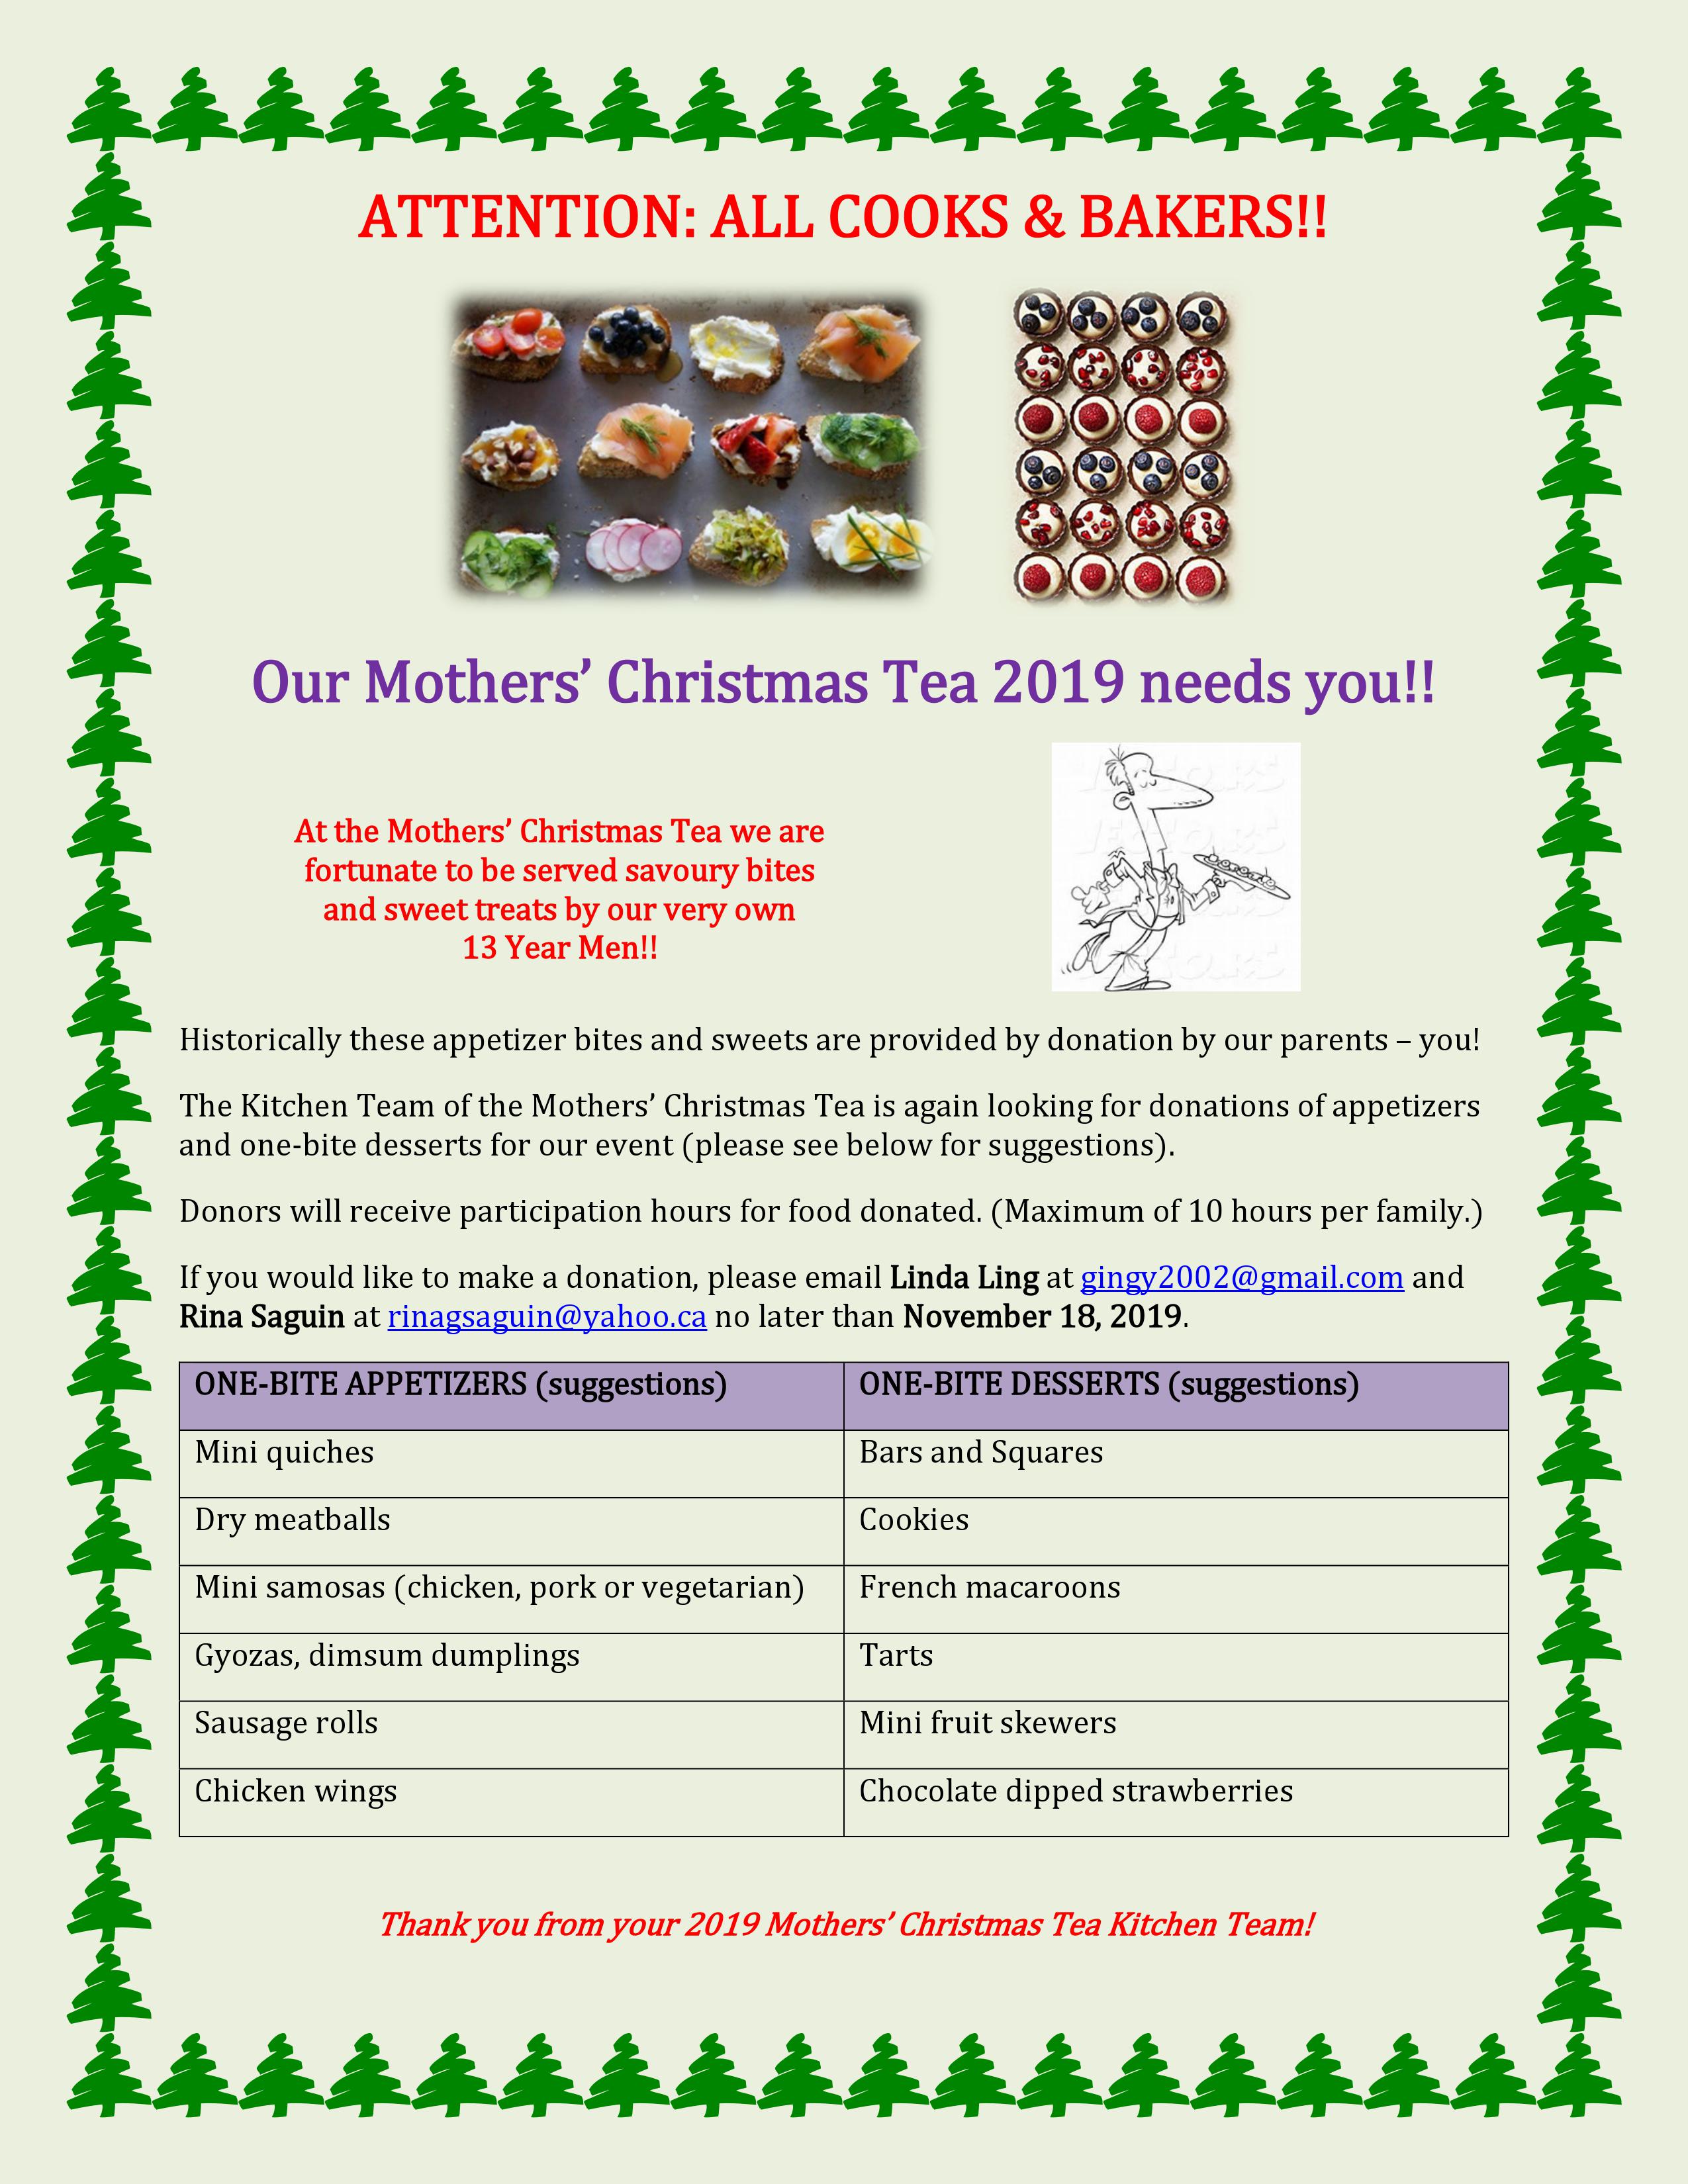 ATTENTION: ALL COOKS & BAKERS!!
Our Mothers’ Christmas Tea 2019 needs you!!
At the Mothers’ Christmas Tea we are
fortunate to be served savoury bites
and sweet treats by our very own
13 Year Men!!
Historically these appetizer bites and sweets are provided by donation by our parents – you!
The Kitchen Team of the Mothers’ Christmas Tea is again looking for donations of appetizers
and one-bite desserts for our event (please see below for suggestions).
Donors will receive participation hours for food donated. (Maximum of 10 hours per family.)
If you would like to make a donation, please email Linda Ling at gingy2002@gmail.com and
Rina Saguin at rinagsaguin@yahoo.ca no later than November 18, 2019.
ONE-BITE APPETIZERS (suggestions) ONE-BITE DESSERTS (suggestions)
Mini quiches Bars and Squares
Dry meatballs Cookies
Mini samosas (chicken, pork or vegetarian) French macaroons
Gyozas, dimsum dumplings Tarts
Sausage rolls Mini fruit skewers
Chicken wings Chocolate dipped strawberries
Thank you from your 2019 Mothers’ Christmas Tea Kitchen Team!